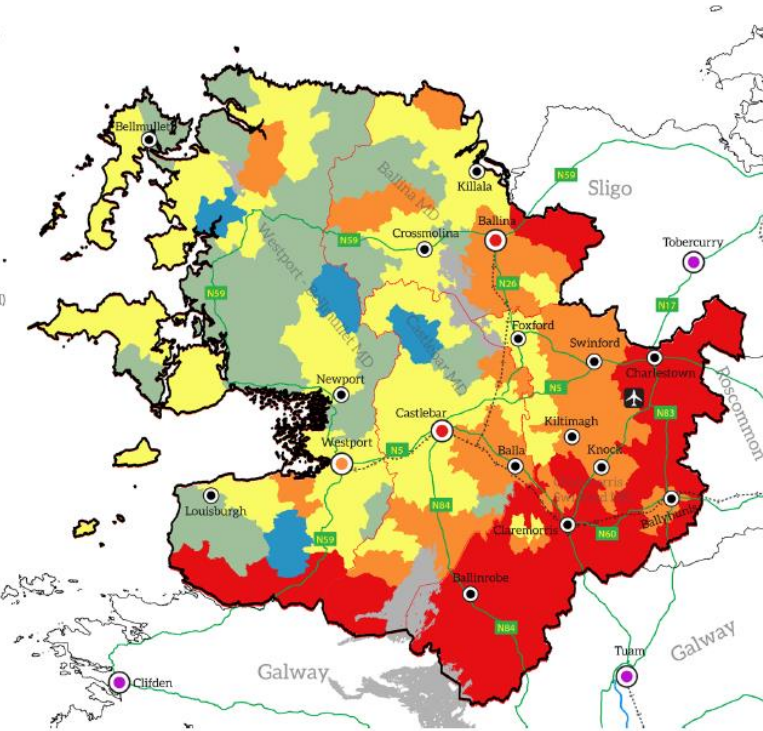 Bellmullet
Killala
N59
Sligo
Ballina MD
Ballina
Tobercurry
Crossmolina
N59
Westport - Bellmullet MD
N26
N59
N17
Foxford
Castlebar MD
Swinford
Charlestown
Newport
N5
Roscommon
Castlebar
Kiltimagh
N83
Westport
N5
Balla
Knock
Louisburgh
N84
Ballyhunis
Claremorris
N59
N60
Ballinrobe
N84
Galway
Tuam
Galway
Clifden